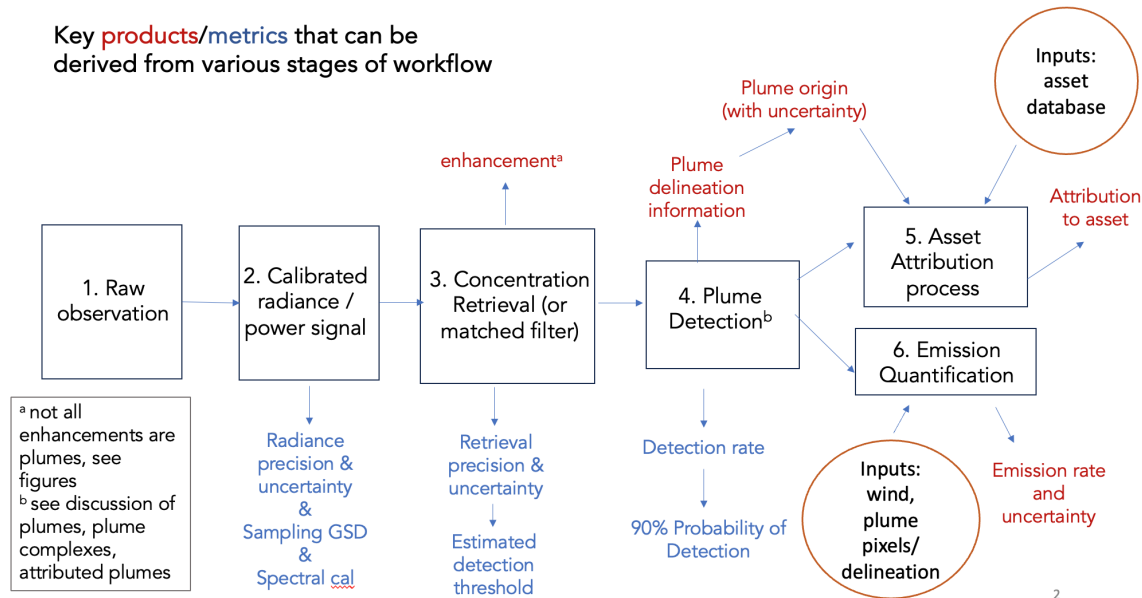 Key products/metrics that can be
derived from various stages of workflow
Inputs:
asset
database
Plume origin
(with uncertainty)
enhancementᵃ
Plume
delineation
information
Attribution
to asset
1. Raw
observation
2. Calibrated
radiance /
power signal
3. Concentration
Retrieval (or
matched filter)
4. Plume
Detectionᵇ
5. Asset
Attribution
process
6. Emission
Quantification
ᵃ not all
enhancements are
plumes, see
figures
ᵇ see discussion of
plumes, plume
complexes,
attributed plumes
Radiance
precision &
uncertainty
&
Sampling GSD
&
Spectral cal
Retrieval
precision &
uncertainty
Estimated
detection
threshold
Detection rate
90% Probability of
Detection
Inputs:
wind,
plume
pixels/
delineation
Emission rate
and
uncertainty
2